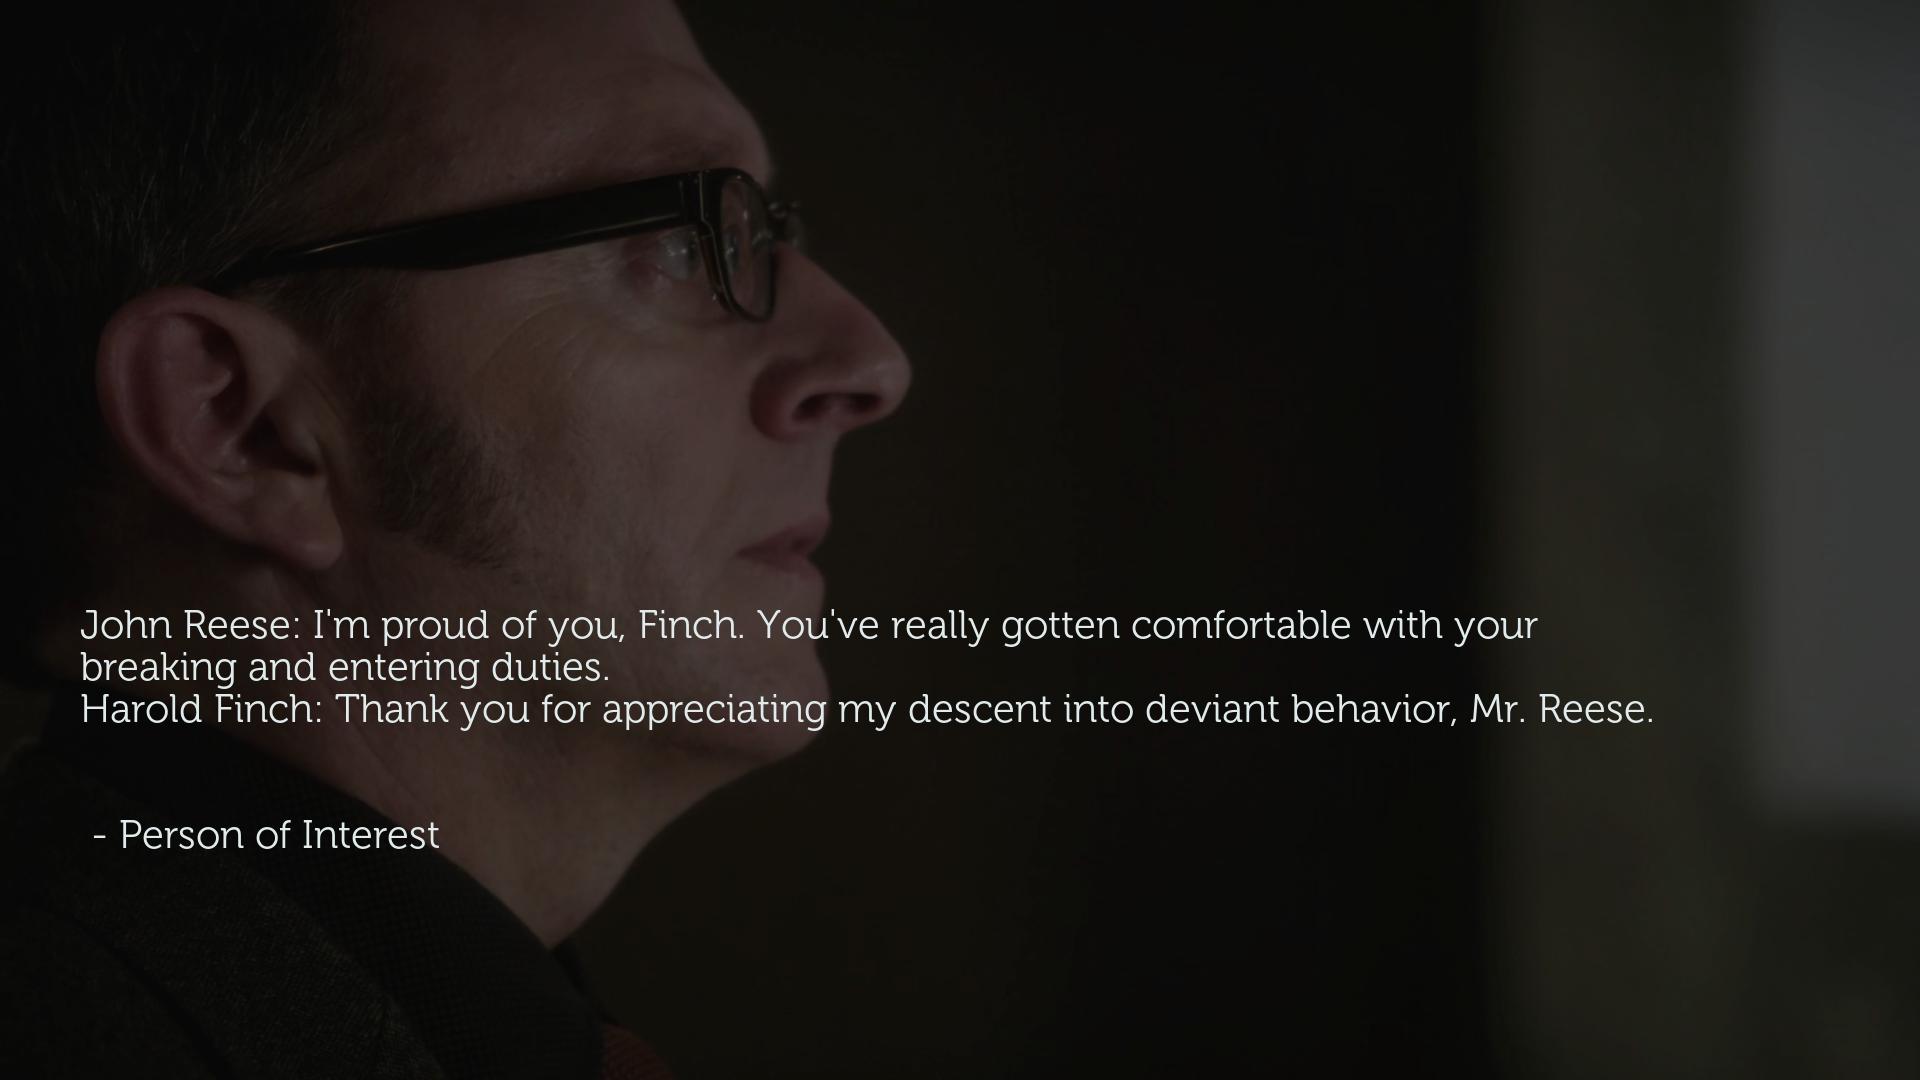 John Reese: I'm proud of you, Finch. You've really gotten comfortable with your
breaking and entering duties.
Harold Finch: Thank you for appreciating my descent into deviant behavior, Mr. Reese.
- Person of Interest